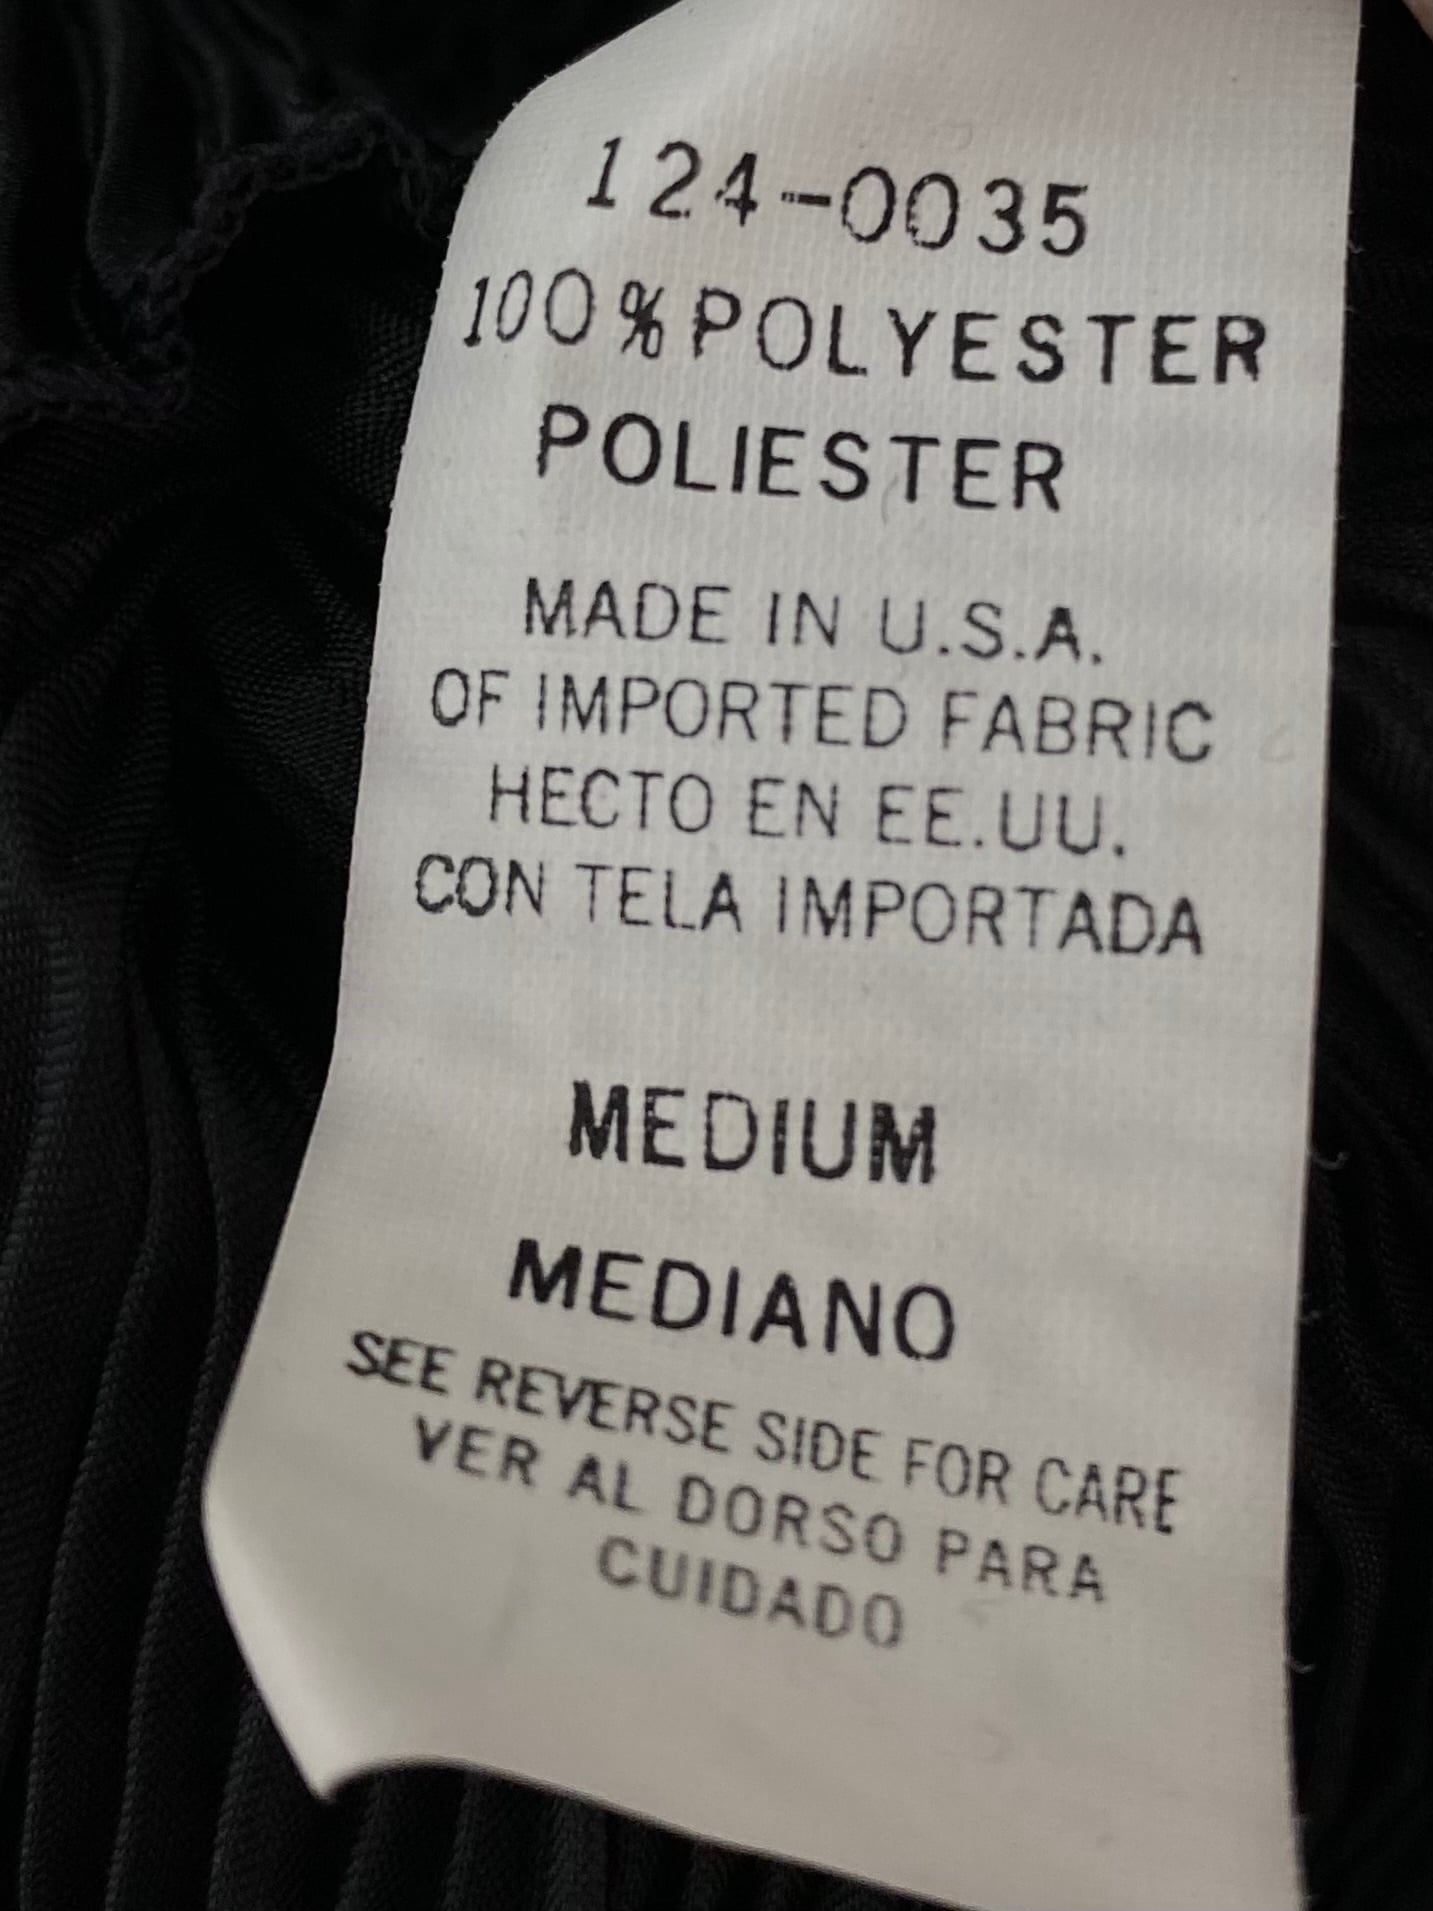 124-0035
100% POLYESTER
POLIESTER
MADE IN U.S.A.
OF IMPORTED FABRIC
HECTO EN EE.UU.
CON TELA IMPORTADA
MEDIUM
MEDIANO
SEE REVERSE SIDE FOR CARE
VER AL DORSO PARA
CUIDADO